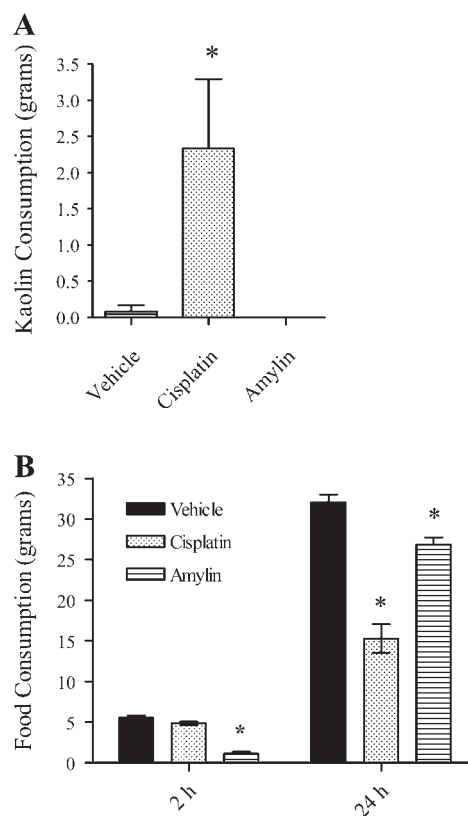 A
*
Kaolin Consumption (grams)
3.5
3.0
2.5
2.0
1.5
1.0
0.5
0.0
Vehicle
Cisplatin
Amylin
B
Food Consumption (grams)
35
30
25
20
15
10
5
0
Vehicle
Cisplatin
Amylin
*
*
*
2 h
24 h